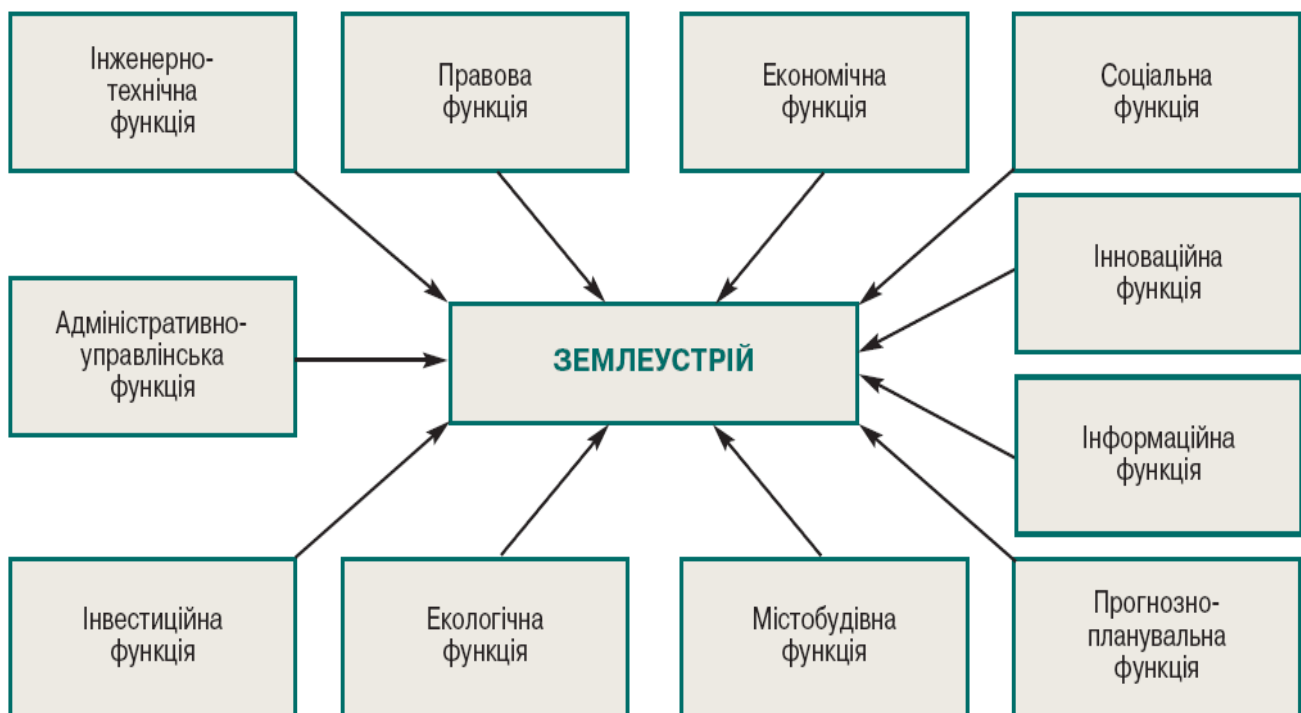 Інженерно-
технічна
функція
Правова
функція
Економічна
функція
Соціальна
функція
Інноваційна
функція
Адміністративно-
управлінська
функція
ЗЕМЛЕУСТРІЙ
Інформаційна
функція
Інвестиційна
функція
Екологічна
функція
Містобудівна
функція
Прогнозно-
планувальна
функція